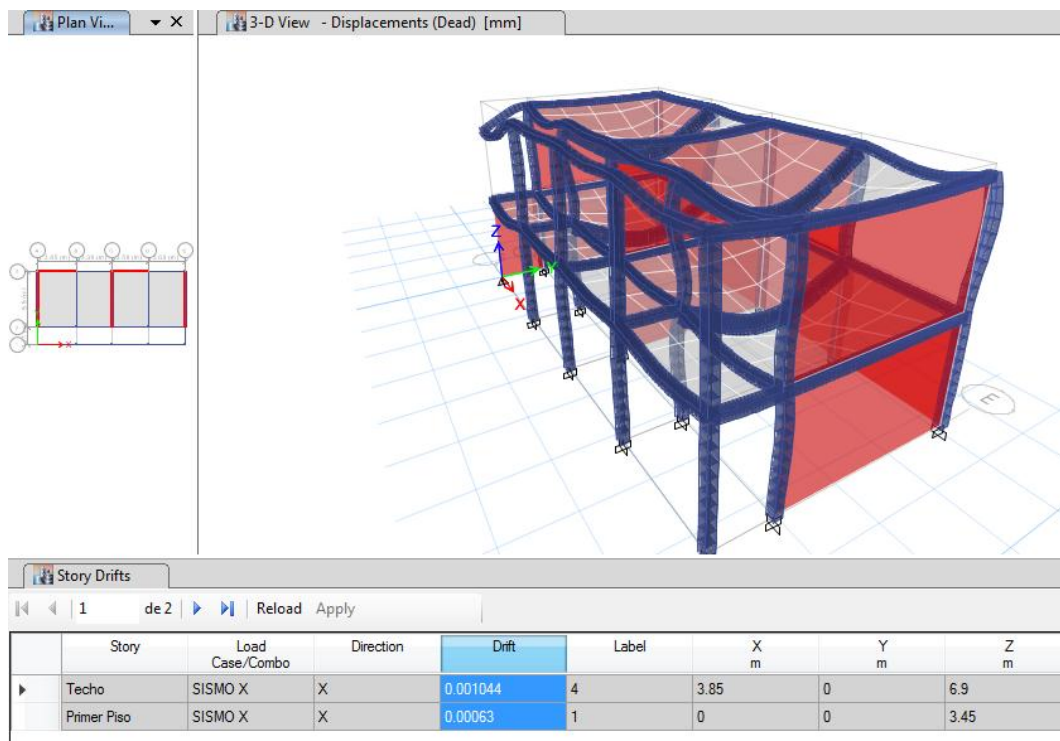 Plan Vi...
3-D View - Displacements (Dead) [mm]
Z
Y
X
E
X
Story Drifts
1 de 2 Reload Apply
Story Load Case/Combo Direction Drift Label X m Y m Z m
Techo SISMO X X 0.001044 4 3.85 0 6.9
Primer Piso SISMO X X 0.00063 1 0 0 3.45